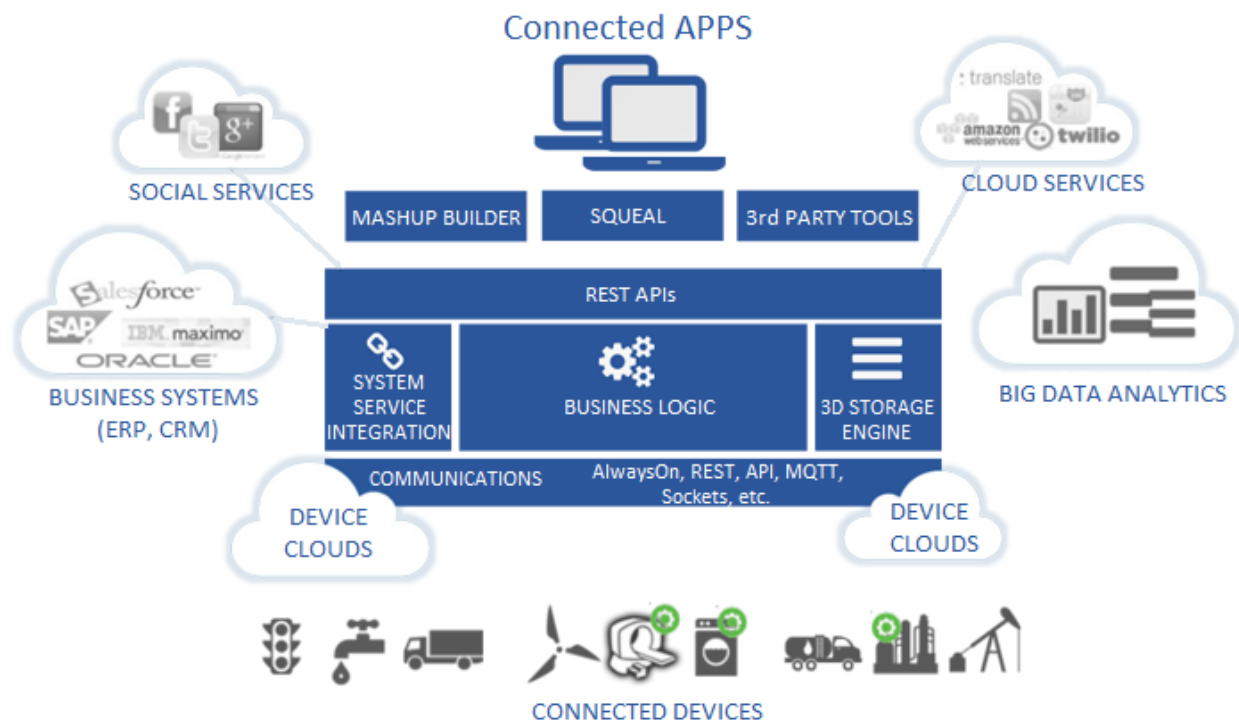 Connected APPS
f
t
g+
SOCIAL SERVICES
translate
amazon
webservices
twilio
CLOUD SERVICES
MASHUP BUILDER
SQUEAL
3rd PARTY TOOLS
REST APIs
salesforce
SAP
IBM. maximo
ORACLE
BUSINESS SYSTEMS
(ERP, CRM)
SYSTEM
SERVICE
INTEGRATION
BUSINESS LOGIC
3D STORAGE
ENGINE
BIG DATA ANALYTICS
COMMUNICATIONS
AlwaysOn, REST, API, MQTT,
Sockets, etc.
DEVICE
CLOUDS
DEVICE
CLOUDS
CONNECTED DEVICES